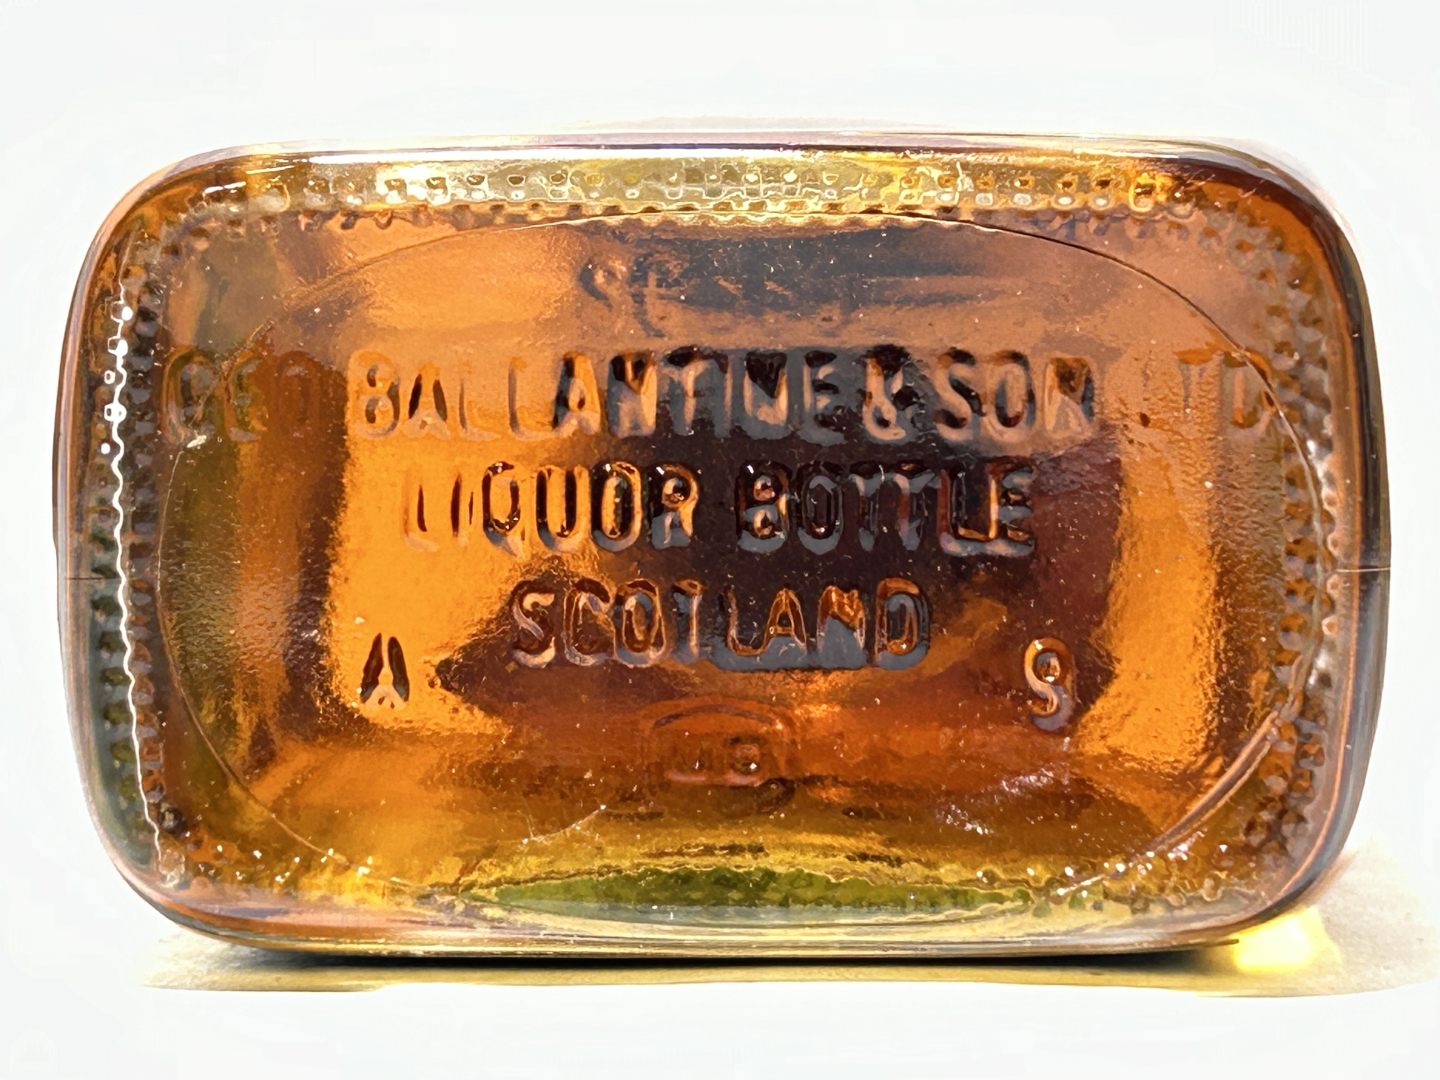 GEO BALLANTINE & SON LTD
LIQUOR BOTTLE
SCOTLAND
A 9